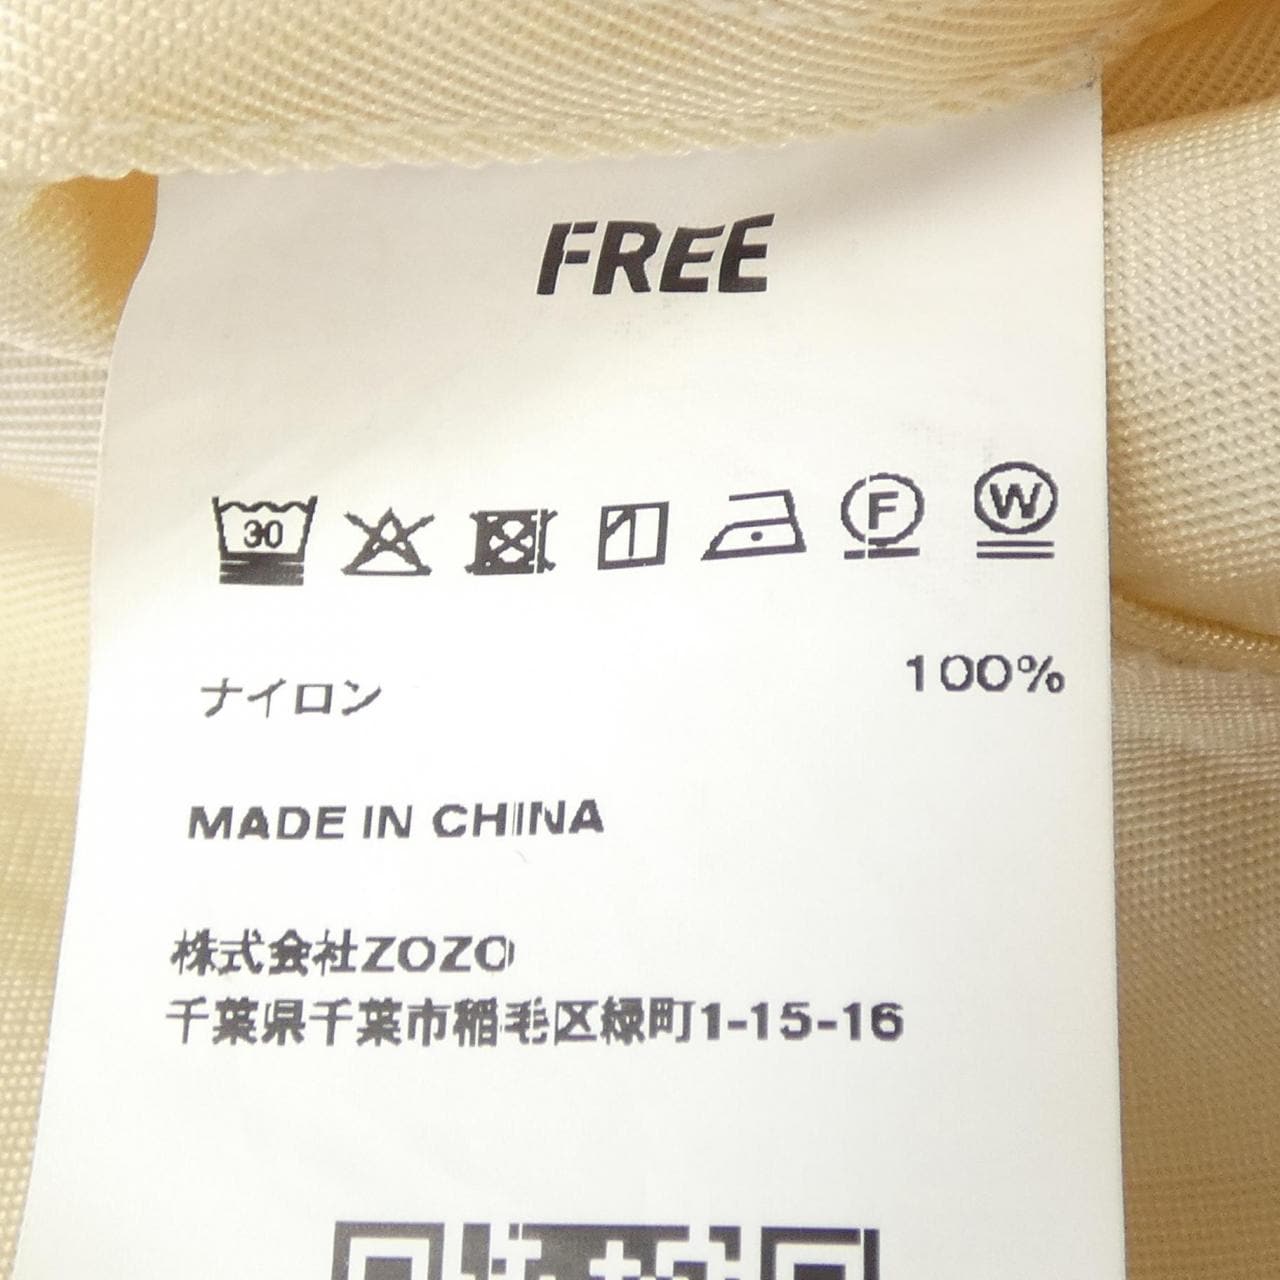 FREE
30 F W
ナイロン 100%
MADE IN CHINA
株式会社ZOZO
千葉県千葉市稲毛区緑町1-15-16